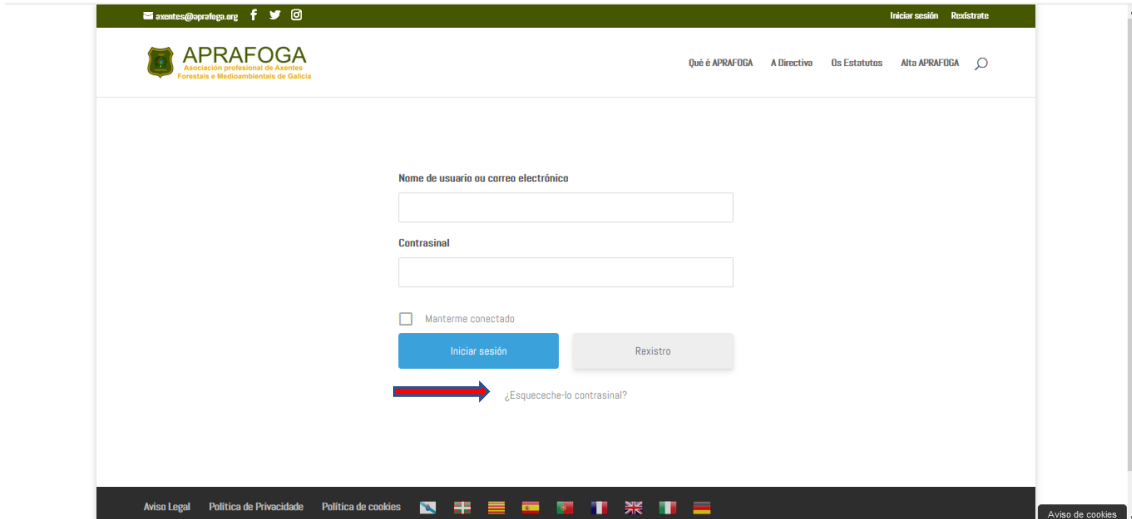 axentes@aprafoga.org
Iniciar sesión Rexístrate
APRAFOGA
Asociación profesional de Axentes
Forestais e Medioambientais de Galicia
Qué é APRAFOGA A Directiva Os Estatutos Alta APRAFOGA
Nome de usuario ou correo electrónico
Contrasinal
Manterme conectado
Iniciar sesión Rexistro
¿Esqueceche-lo contrasinal?
Aviso Legal Política de Privacidade Política de cookies
Aviso de cookies